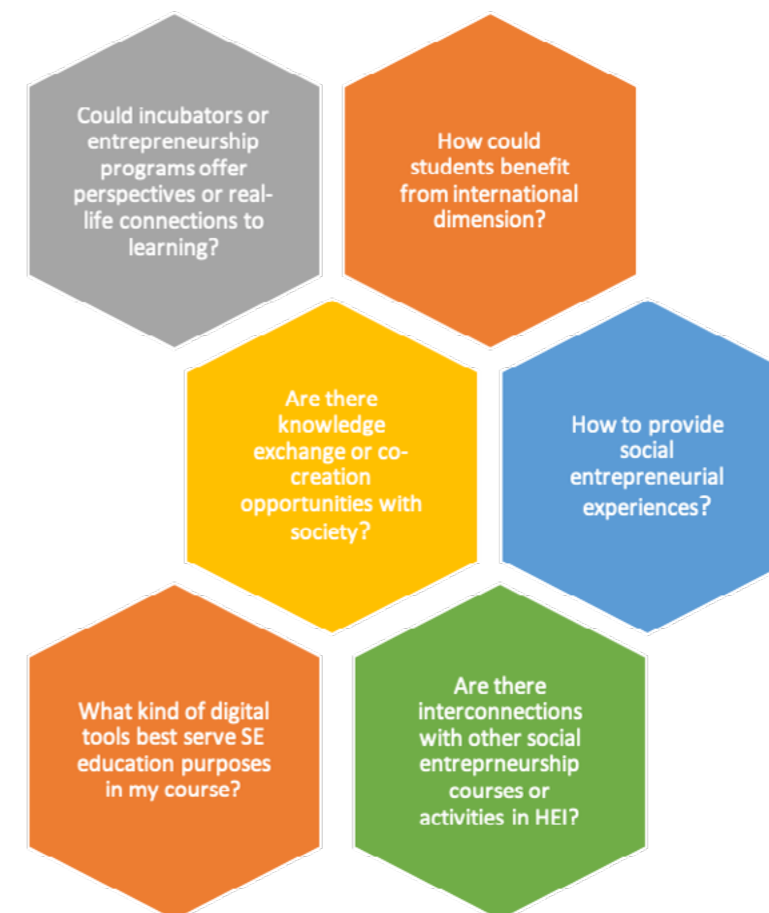 Could incubators or
entrepreneurship
programs offer
perspectives or real-
life connections to
learning?
How could
students benefit
from international
dimension?
Are there
knowledge
exchange or co-
creation
opportunities with
society?
How to provide
social
entrepreneurial
experiences?
What kind of digital
tools best serve SE
education purposes
in my course?
Are there
interconnections
with other social
entreprneurship
courses or
activities in HEI?